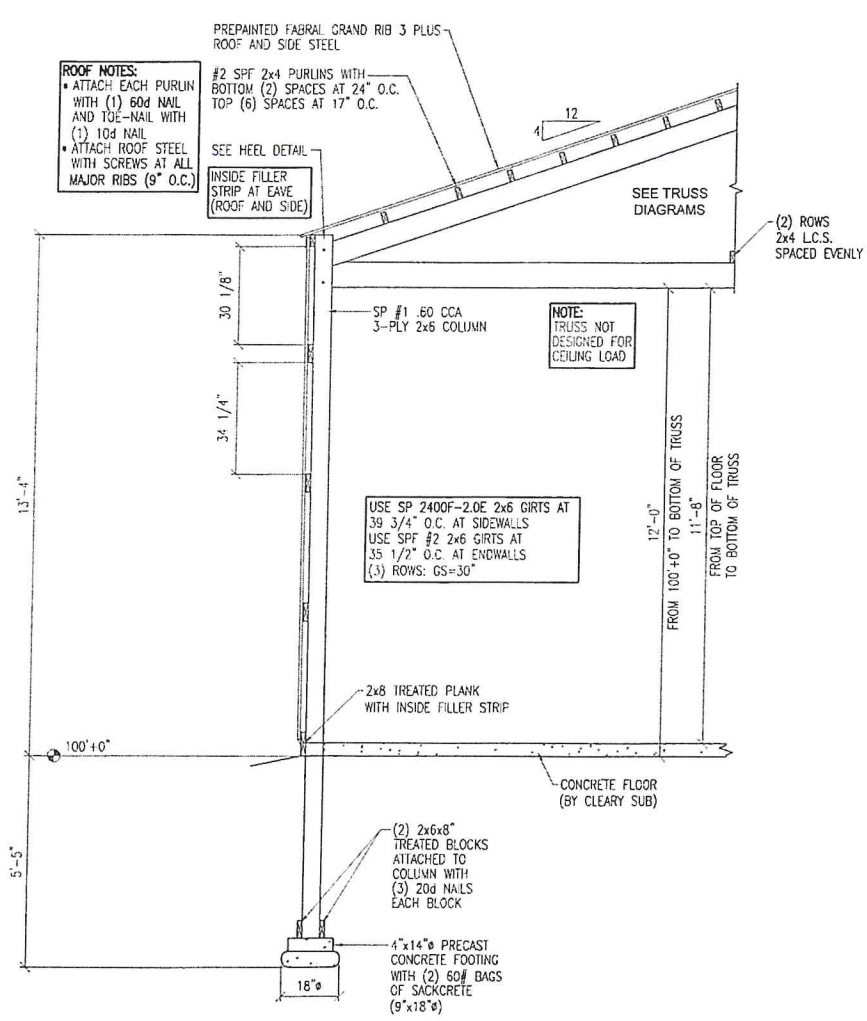 PREPAINTED FABRAL GRAND RIB 3 PLUS
ROOF AND SIDE STEEL
#2 SPF 2x4 PURLINS WITH
BOTTOM (2) SPACES AT 24" O.C.
TOP (6) SPACES AT 17" O.C.
ROOF NOTES:
• ATTACH EACH PURLIN
WITH (1) 60d NAIL
AND TOE-NAIL WITH
(1) 10d NAIL
• ATTACH ROOF STEEL
WITH SCREWS AT ALL
MAJOR RIBS (9" O.C.)
SEE HEEL DETAIL
INSIDE FILLER
STRIP AT EAVE
(ROOF AND SIDE)
12
4
SEE TRUSS
DIAGRAMS
(2) ROWS
2x4 L.C.S.
SPACED EVENLY
30 1/8"
SP #1 .60 CCA
3-PLY 2x6 COLUMN
NOTE:
TRUSS NOT
DESIGNED FOR
CEILING LOAD
34 1/4"
13'-4"
USE SP 2400F-2.0E 2x6 GIRTS AT
39 3/4" O.C. AT SIDEWALLS
USE SPF #2 2x6 GIRTS AT
35 1/2" O.C. AT ENDWALLS
(3) ROWS: GS=30"
12'-0"
FROM 100'+0" TO BOTTOM OF TRUSS
11'-8"
FROM TOP OF FLOOR
TO BOTTOM OF TRUSS
2x8 TREATED PLANK
WITH INSIDE FILLER STRIP
100'+0"
CONCRETE FLOOR
(BY CLEARY SUB)
5'-5"
(2) 2x6x8"
TREATED BLOCKS
ATTACHED TO
COLUMN WITH
(3) 20d NAILS
EACH BLOCK
4"x14"ø PRECAST
CONCRETE FOOTING
WITH (2) 60# BAGS
OF SACKCRETE
(9"x18"ø)
18"ø